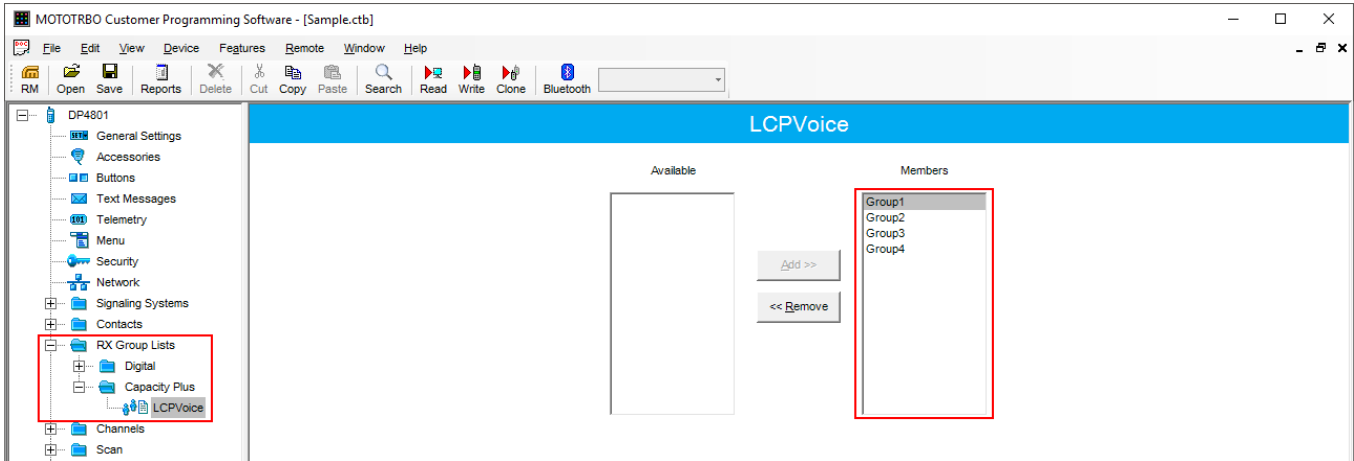 MOTOTRBO Customer Programming Software - [Sample.ctb]
File Edit View Device Features Remote Window Help
RM Open Save Reports Delete Cut Copy Paste Search Read Write Clone Bluetooth
DP4801
General Settings
Accessories
Buttons
Text Messages
Telemetry
Menu
Security
Network
Signaling Systems
Contacts
RX Group Lists
Digital
Capacity Plus
LCPVoice
Channels
Scan
LCPVoice
Available Members
Group1
Group2
Group3
Group4
Add >>
<< Remove